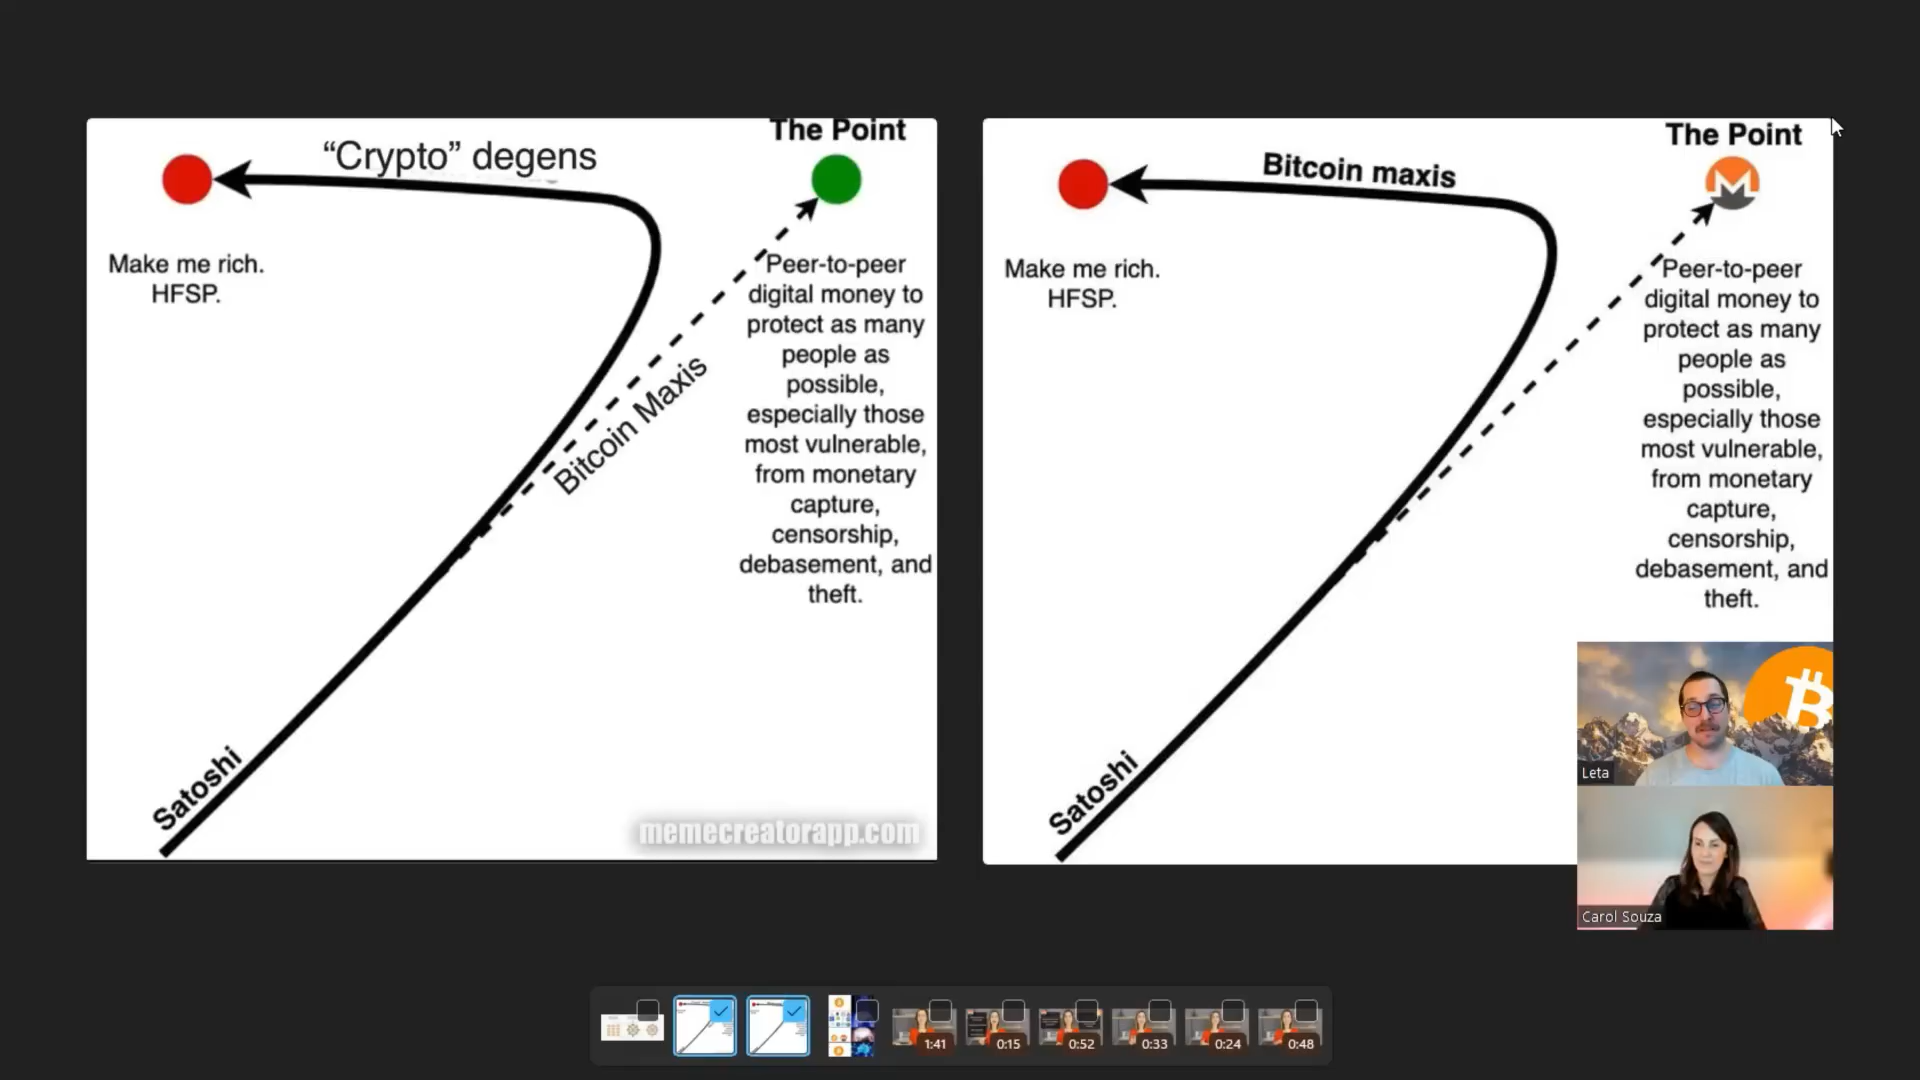 “Crypto” degens
The Point
Make me rich.
HFSP.
Bitcoin Maxis
Peer-to-peer
digital money to
protect as many
people as
possible,
especially those
most vulnerable,
from monetary
capture,
censorship,
debasement, and
theft.
Satoshi
memecreatorapp.com
Bitcoin maxis
The Point
Make me rich.
HFSP.
Peer-to-peer
digital money to
protect as many
people as
possible,
especially those
most vulnerable,
from monetary
capture,
censorship,
debasement, and
theft.
Satoshi
Leta
Carol Souza
1:41
0:15
0:52
0:33
0:24
0:48